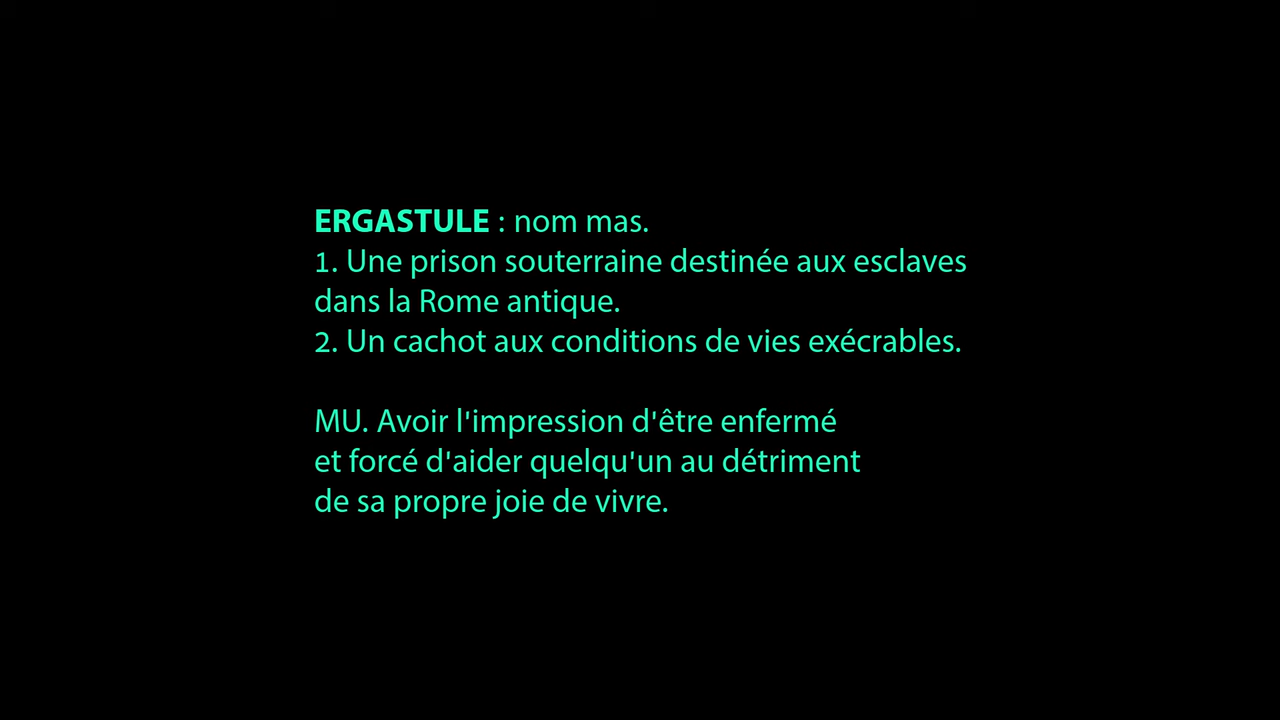 ERGASTULE : nom mas.
1. Une prison souterraine destinée aux esclaves
dans la Rome antique.
2. Un cachot aux conditions de vies exécrables.
MU. Avoir l'impression d'être enfermé
et forcé d'aider quelqu'un au détriment
de sa propre joie de vivre.